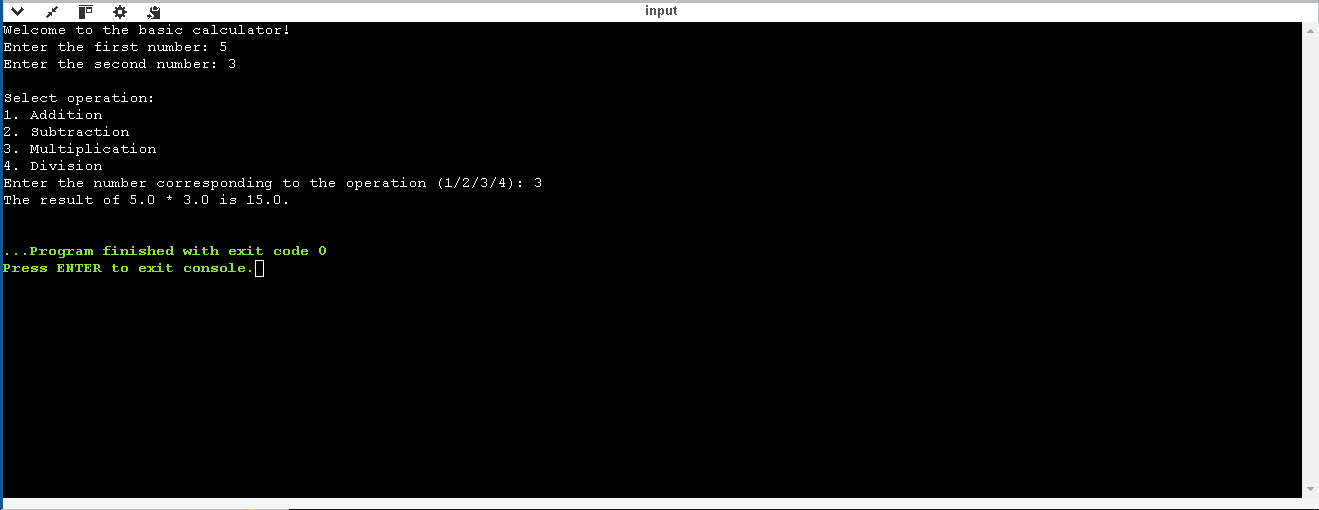 input
Welcome to the basic calculator!
Enter the first number: 5
Enter the second number: 3
Select operation:
1. Addition
2. Subtraction
3. Multiplication
4. Division
Enter the number corresponding to the operation (1/2/3/4): 3
The result of 5.0 * 3.0 is 15.0.
...Program finished with exit code 0
Press ENTER to exit console.